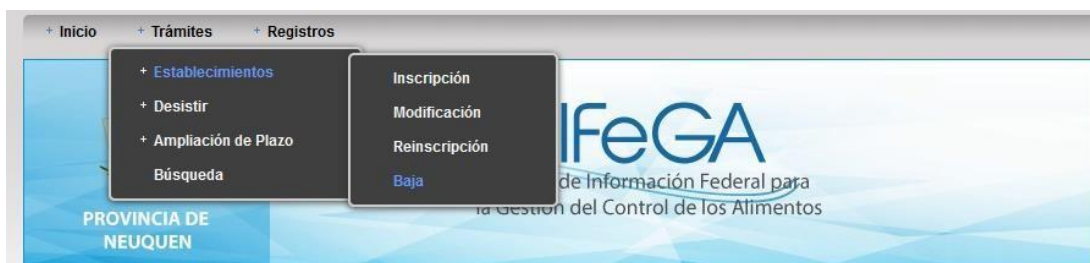 + Inicio + Trámites + Registros
+ Establecimientos
+ Desistir
+ Ampliación de Plazo
Búsqueda
Inscripción
Modificación
Reinscripción
Baja
IFeGA
de Información Federal para
la Gestión del Control de los Alimentos
PROVINCIA DE
NEUQUEN